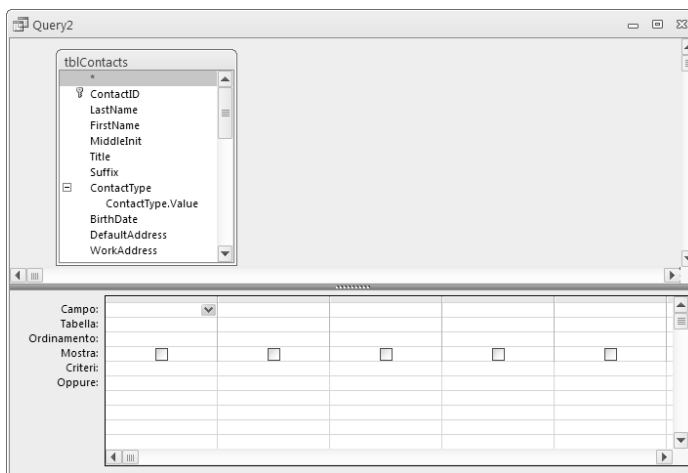 Query2
tblContacts
*
ContactID
LastName
FirstName
MiddleInit
Title
Suffix
ContactType
ContactType.Value
BirthDate
DefaultAddress
WorkAddress
Campo:
Tabella:
Ordinamento:
Mostra:
Criteri:
Oppure: